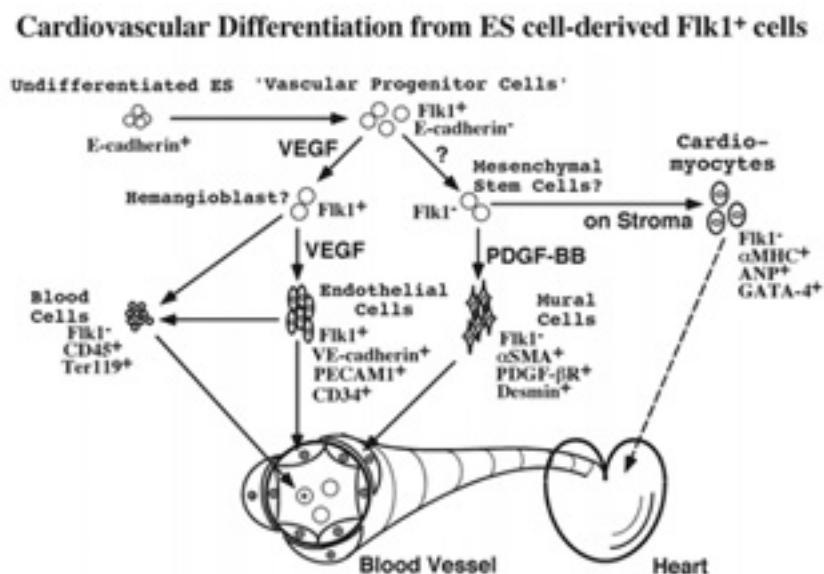 Cardiovascular Differentiation from ES cell-derived Flk1⁺ cells
Undifferentiated ES
E-cadherin⁺
'Vascular Progenitor Cells'
Flk1⁺
E-cadherin⁻
VEGF
?
Hemangioblast?
Flk1⁺
Mesenchymal
Stem Cells?
Flk1⁻
on Stroma
Cardio-
myocytes
Flk1⁻
αMHC⁺
ANP⁺
GATA-4⁺
VEGF
PDGF-BB
Blood
Cells
Flk1⁻
CD45⁺
Ter119⁺
Endothelial
Cells
Flk1⁺
VE-cadherin⁺
PECAM1⁺
CD34⁺
Mural
Cells
Flk1⁻
αSMA⁺
PDGF-βR⁺
Desmin⁺
Blood Vessel
Heart